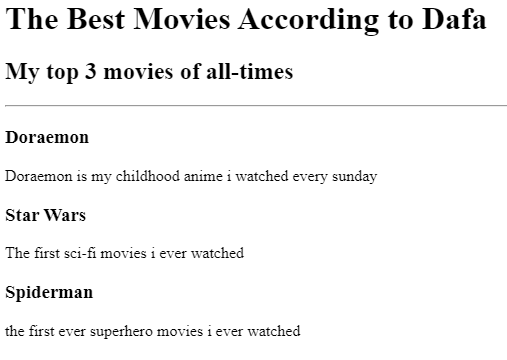 The Best Movies According to Dafa
My top 3 movies of all-times
Doraemon
Doraemon is my childhood anime i watched every sunday
Star Wars
The first sci-fi movies i ever watched
Spiderman
the first ever superhero movies i ever watched